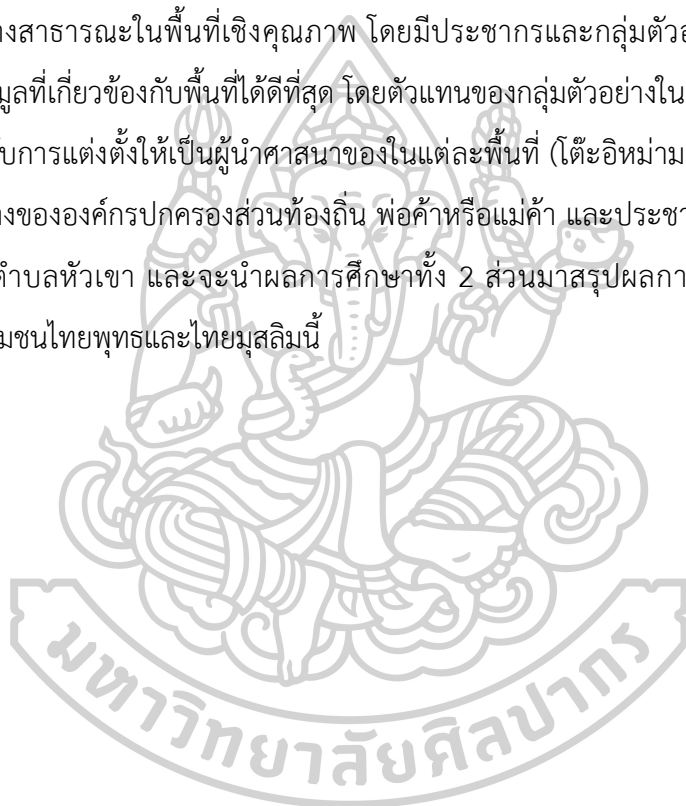 างสาธารณะในพื้นที่เชิงคุณภาพ โดยมีประชากรและกลุ่มตัวอ
มูลที่เกี่ยวข้องกับพื้นที่ได้ดีที่สุด โดยตัวแทนของกลุ่มตัวอย่างใน
ับการแต่งตั้งให้เป็นผู้นำศาสนาของในแต่ละพื้นที่ (โต๊ะอิหม่าม
างขององค์กรปกครองส่วนท้องถิ่น พ่อค้าหรือแม่ค้า และประชา
ตำบลหัวเขา และจะนำผลการศึกษาทั้ง 2 ส่วนมาสรุปผลกา
มชนไทยพุทธและไทยมุสลิมนี้
มหาวิทยาลัยศิลปากร